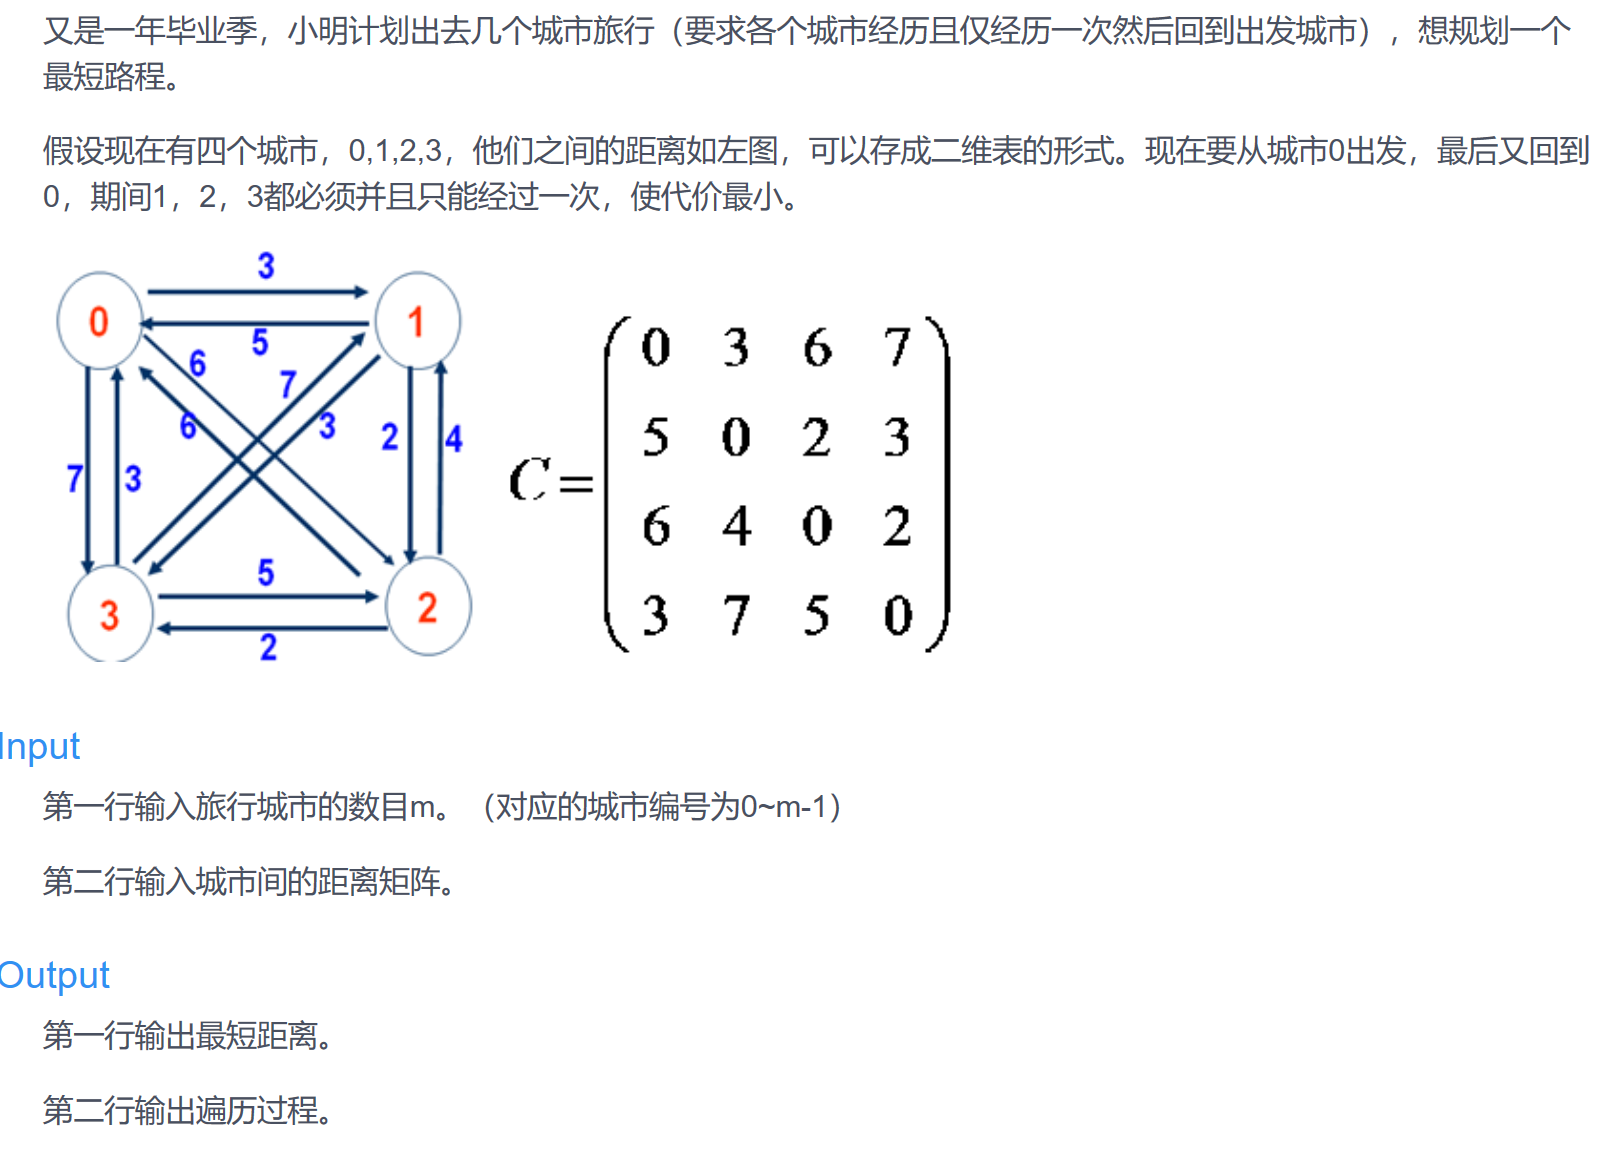 又是一年毕业季，小明计划出去几个城市旅行（要求各个城市经历且仅经历一次然后回到出发城市），想规划一个
最短路程。
假设现在有四个城市，0,1,2,3，他们之间的距离如左图，可以存成二维表的形式。现在要从城市0出发，最后又回到
0，期间1，2，3都必须并且只能经过一次，使代价最小。
3
0
1
5
6
7
6
3
2
4
7
3
5
3
2
2
C =
0 3 6 7
5 0 2 3
6 4 0 2
3 7 5 0
Input
第一行输入旅行城市的数目m。（对应的城市编号为0~m-1）
第二行输入城市间的距离矩阵。
Output
第一行输出最短距离。
第二行输出遍历过程。